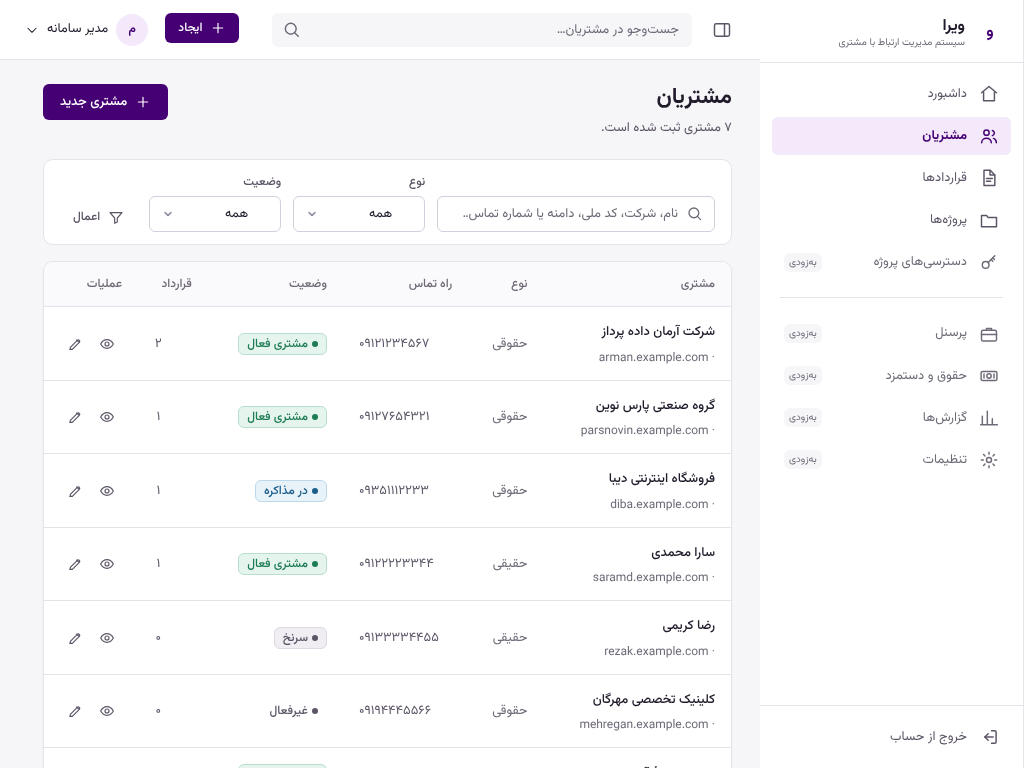 و
ویرا
سیستم مدیریت ارتباط با مشتری
داشبورد
مشتریان
قراردادها
پروژه‌ها
دسترسی‌های پروژه
به‌زودی
پرسنل
به‌زودی
حقوق و دستمزد
به‌زودی
گزارش‌ها
به‌زودی
تنظیمات
به‌زودی
خروج از حساب
جست‌وجو در مشتریان...
ایجاد
م
مدیر سامانه
مشتریان
۷ مشتری ثبت شده است.
مشتری جدید
نوع
وضعیت
نام، شرکت، کد ملی، دامنه یا شماره تماس..
همه
همه
اعمال
مشتری نوع راه تماس وضعیت قرارداد عملیات
شرکت آرمان داده پرداز
· arman.example.com
حقوقی ۰۹۱۲۱۲۳۴۵۶۷ مشتری فعال ۲
گروه صنعتی پارس نوین
· parsnovin.example.com
حقوقی ۰۹۱۲۷۶۵۴۳۲۱ مشتری فعال ۱
فروشگاه اینترنتی دیبا
· diba.example.com
حقوقی ۰۹۳۵۱۱۱۲۲۳۳ در مذاکره ۱
سارا محمدی
· saramd.example.com
حقیقی ۰۹۱۲۲۲۲۳۳۴۴ مشتری فعال ۱
رضا کریمی
· rezak.example.com
حقیقی ۰۹۱۳۳۳۳۴۴۵۵ سرنخ ۰
کلینیک تخصصی مهرگان
· mehregan.example.com
حقوقی ۰۹۱۹۴۴۴۵۵۶۶ غیرفعال ۰